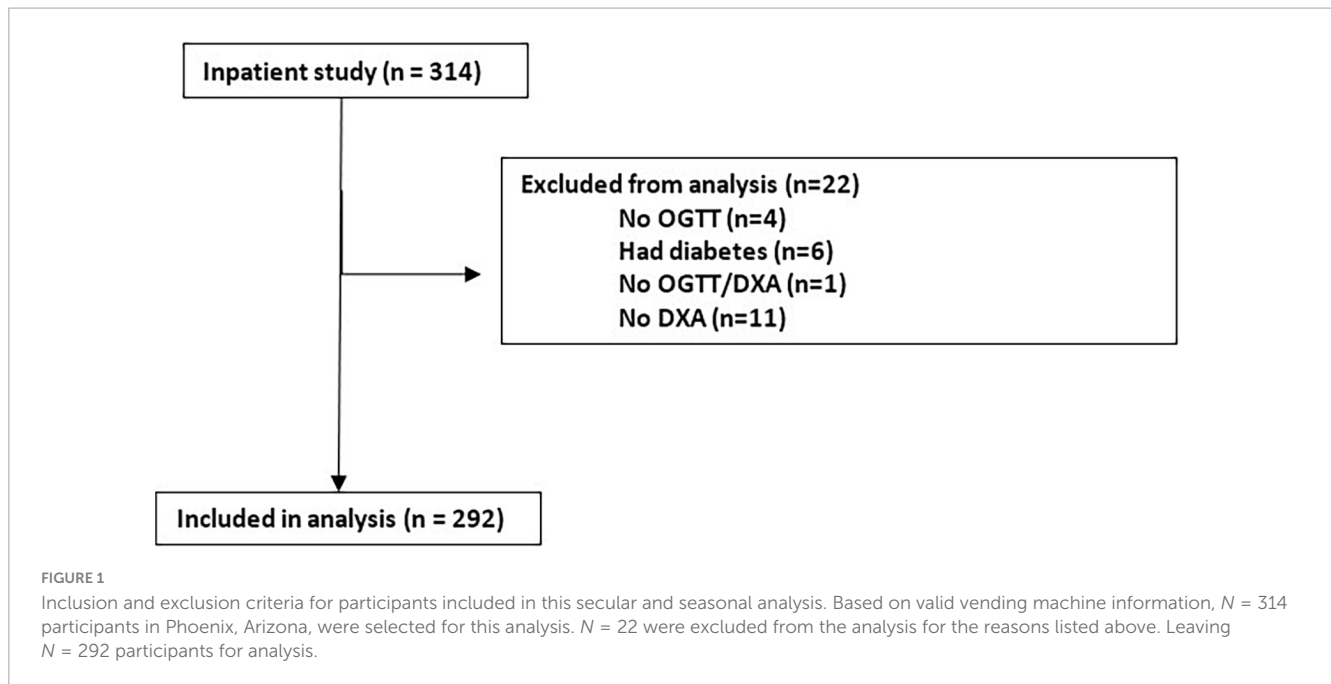 Inpatient study (n = 314)
Excluded from analysis (n=22)
No OGTT (n=4)
Had diabetes (n=6)
No OGTT/DXA (n=1)
No DXA (n=11)
Included in analysis (n = 292)
FIGURE 1
Inclusion and exclusion criteria for participants included in this secular and seasonal analysis. Based on valid vending machine information, N = 314
participants in Phoenix, Arizona, were selected for this analysis. N = 22 were excluded from the analysis for the reasons listed above. Leaving
N = 292 participants for analysis.